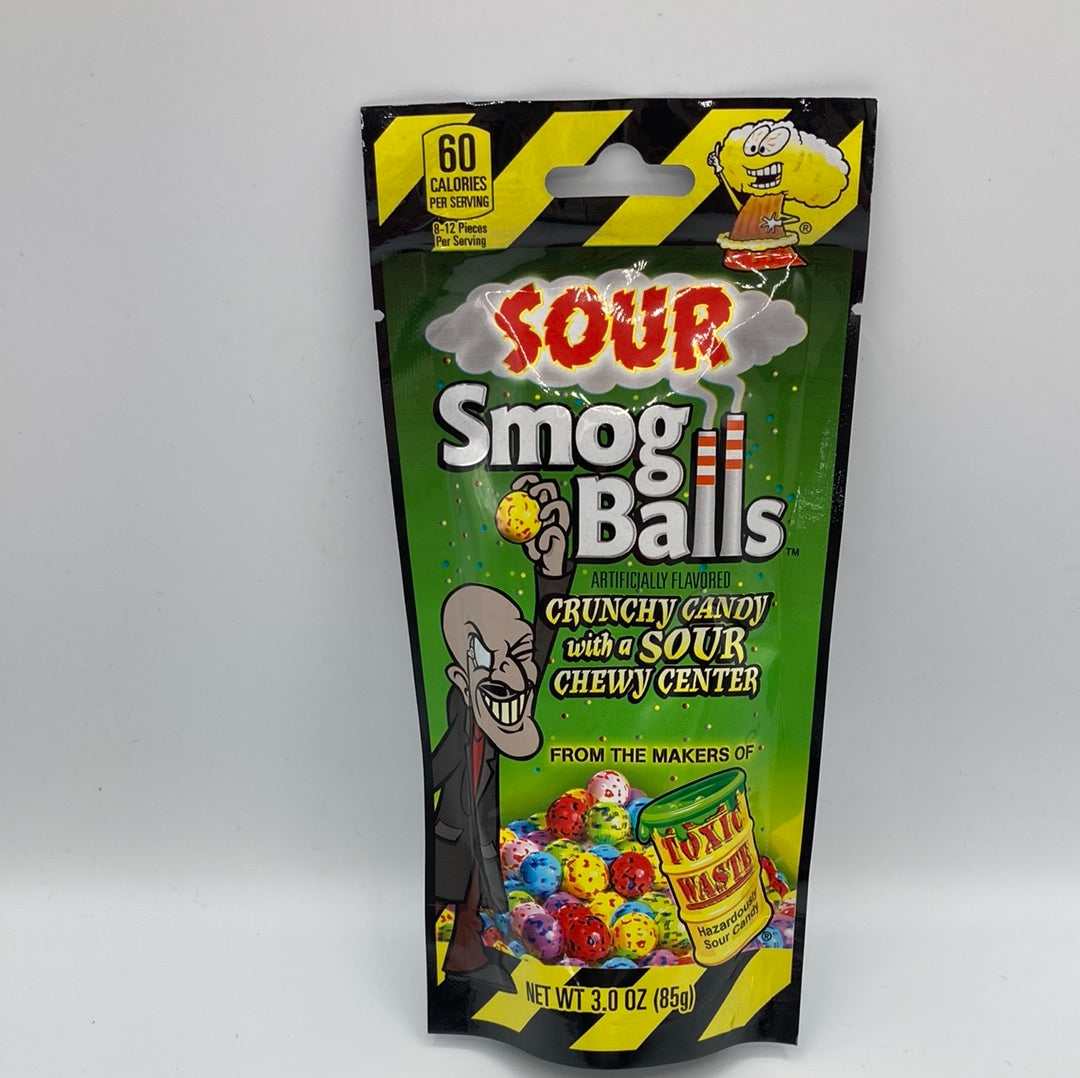 60
CALORIES
PER SERVING
8-12 Pieces
Per Serving
®
SOUR
Smog
Balls™
ARTIFICIALLY FLAVORED
CRUNCHY CANDY
with a SOUR
CHEWY CENTER
FROM THE MAKERS OF
TOXIC
WASTE
Hazardously
Sour Candy
®
NET WT 3.0 OZ (85g)